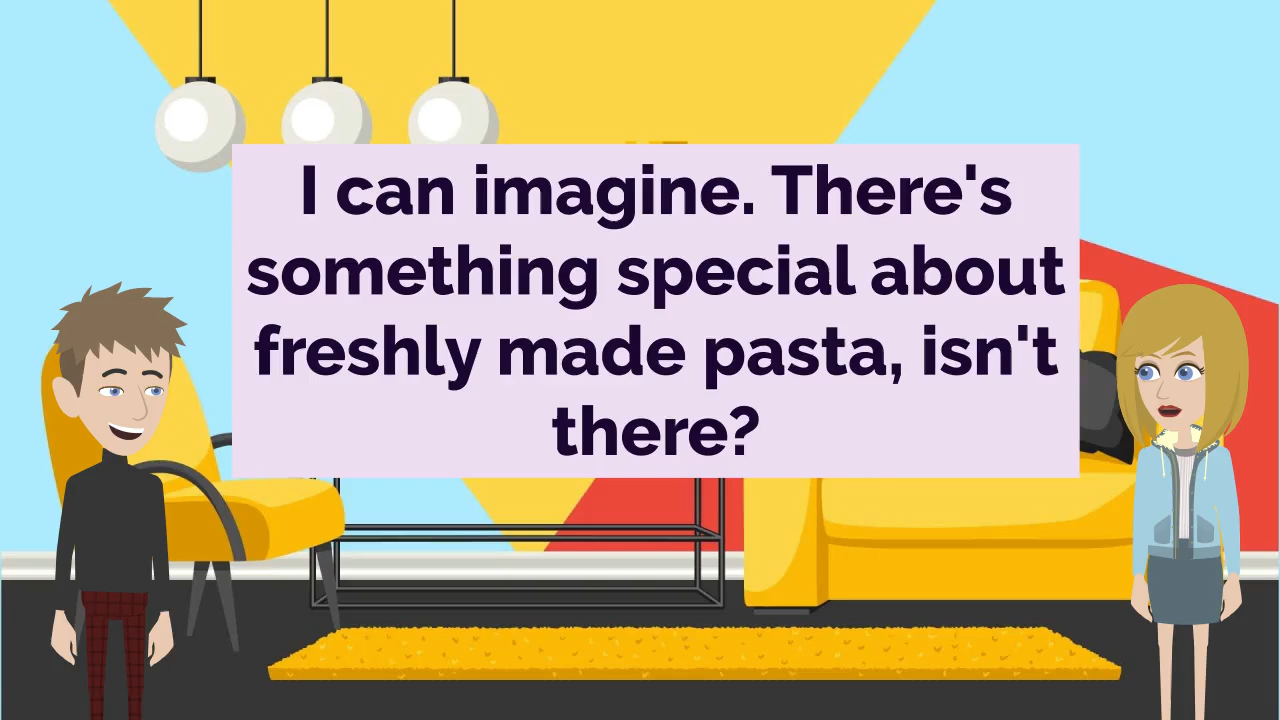 I can imagine. There's
something special about
freshly made pasta, isn't
there?